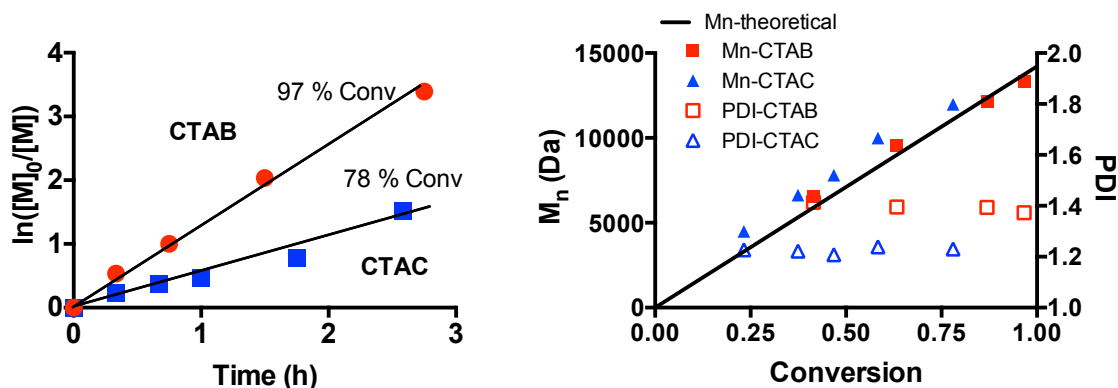 4
3
2
1
0
0
1
2
3
ln([M]0/[M])
Time (h)
97 % Conv
CTAB
78 % Conv
CTAC
Mn-theoretical
Mn-CTAB
Mn-CTAC
PDI-CTAB
PDI-CTAC
15000
10000
5000
0
0.00
0.25
0.50
0.75
1.00
2.0
1.8
1.6
1.4
1.2
1.0
Mn (Da)
PDI
Conversion